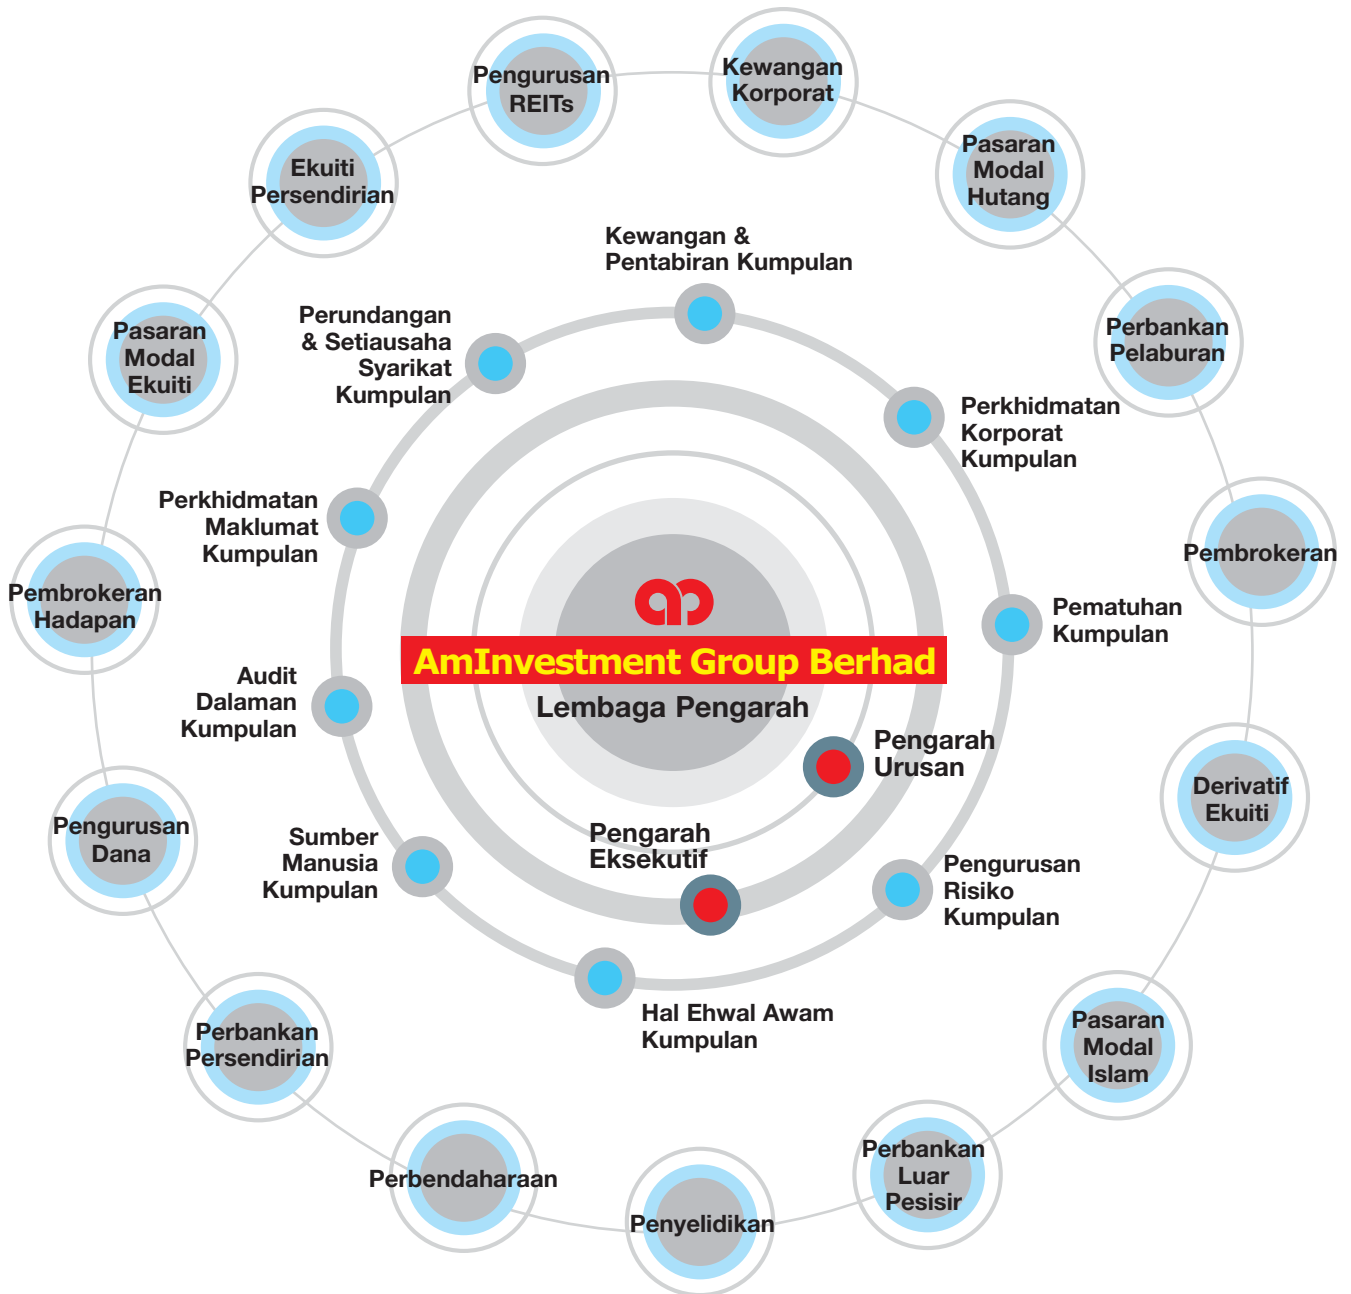 Pengurusan
REITs
Kewangan
Korporat
Pasaran
Modal
Hutang
Perbankan
Pelaburan
Pembrokeran
Derivatif
Ekuiti
Pasaran
Modal
Islam
Perbankan
Luar
Pesisir
Penyelidikan
Perbendaharaan
Perbankan
Persendirian
Pengurusan
Dana
Pembrokeran
Hadapan
Pasaran
Modal
Ekuiti
Ekuiti
Persendirian
Kewangan &
Pentabiran Kumpulan
Perkhidmatan
Korporat
Kumpulan
Pematuhan
Kumpulan
Pengurusan
Risiko
Kumpulan
Hal Ehwal Awam
Kumpulan
Sumber
Manusia
Kumpulan
Audit
Dalaman
Kumpulan
Perkhidmatan
Maklumat
Kumpulan
Perundangan
& Setiausaha
Syarikat
Kumpulan
AmInvestment Group Berhad
Lembaga Pengarah
Pengarah
Urusan
Pengarah
Eksekutif